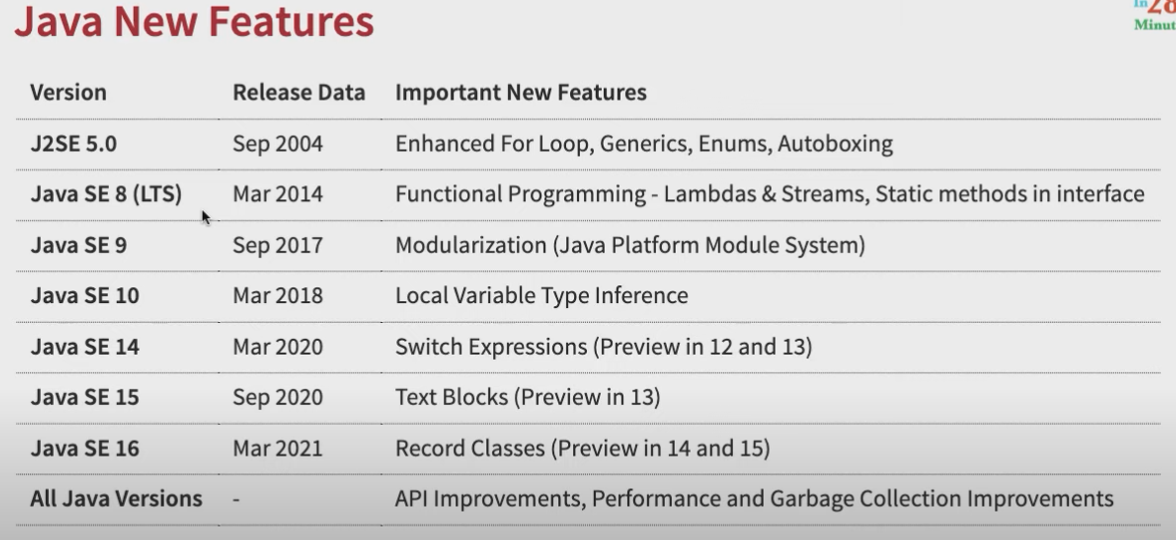 Java New Features
In28
Minut
Version Release Data Important New Features
J2SE 5.0 Sep 2004 Enhanced For Loop, Generics, Enums, Autoboxing
Java SE 8 (LTS) Mar 2014 Functional Programming - Lambdas & Streams, Static methods in interface
Java SE 9 Sep 2017 Modularization (Java Platform Module System)
Java SE 10 Mar 2018 Local Variable Type Inference
Java SE 14 Mar 2020 Switch Expressions (Preview in 12 and 13)
Java SE 15 Sep 2020 Text Blocks (Preview in 13)
Java SE 16 Mar 2021 Record Classes (Preview in 14 and 15)
All Java Versions - API Improvements, Performance and Garbage Collection Improvements